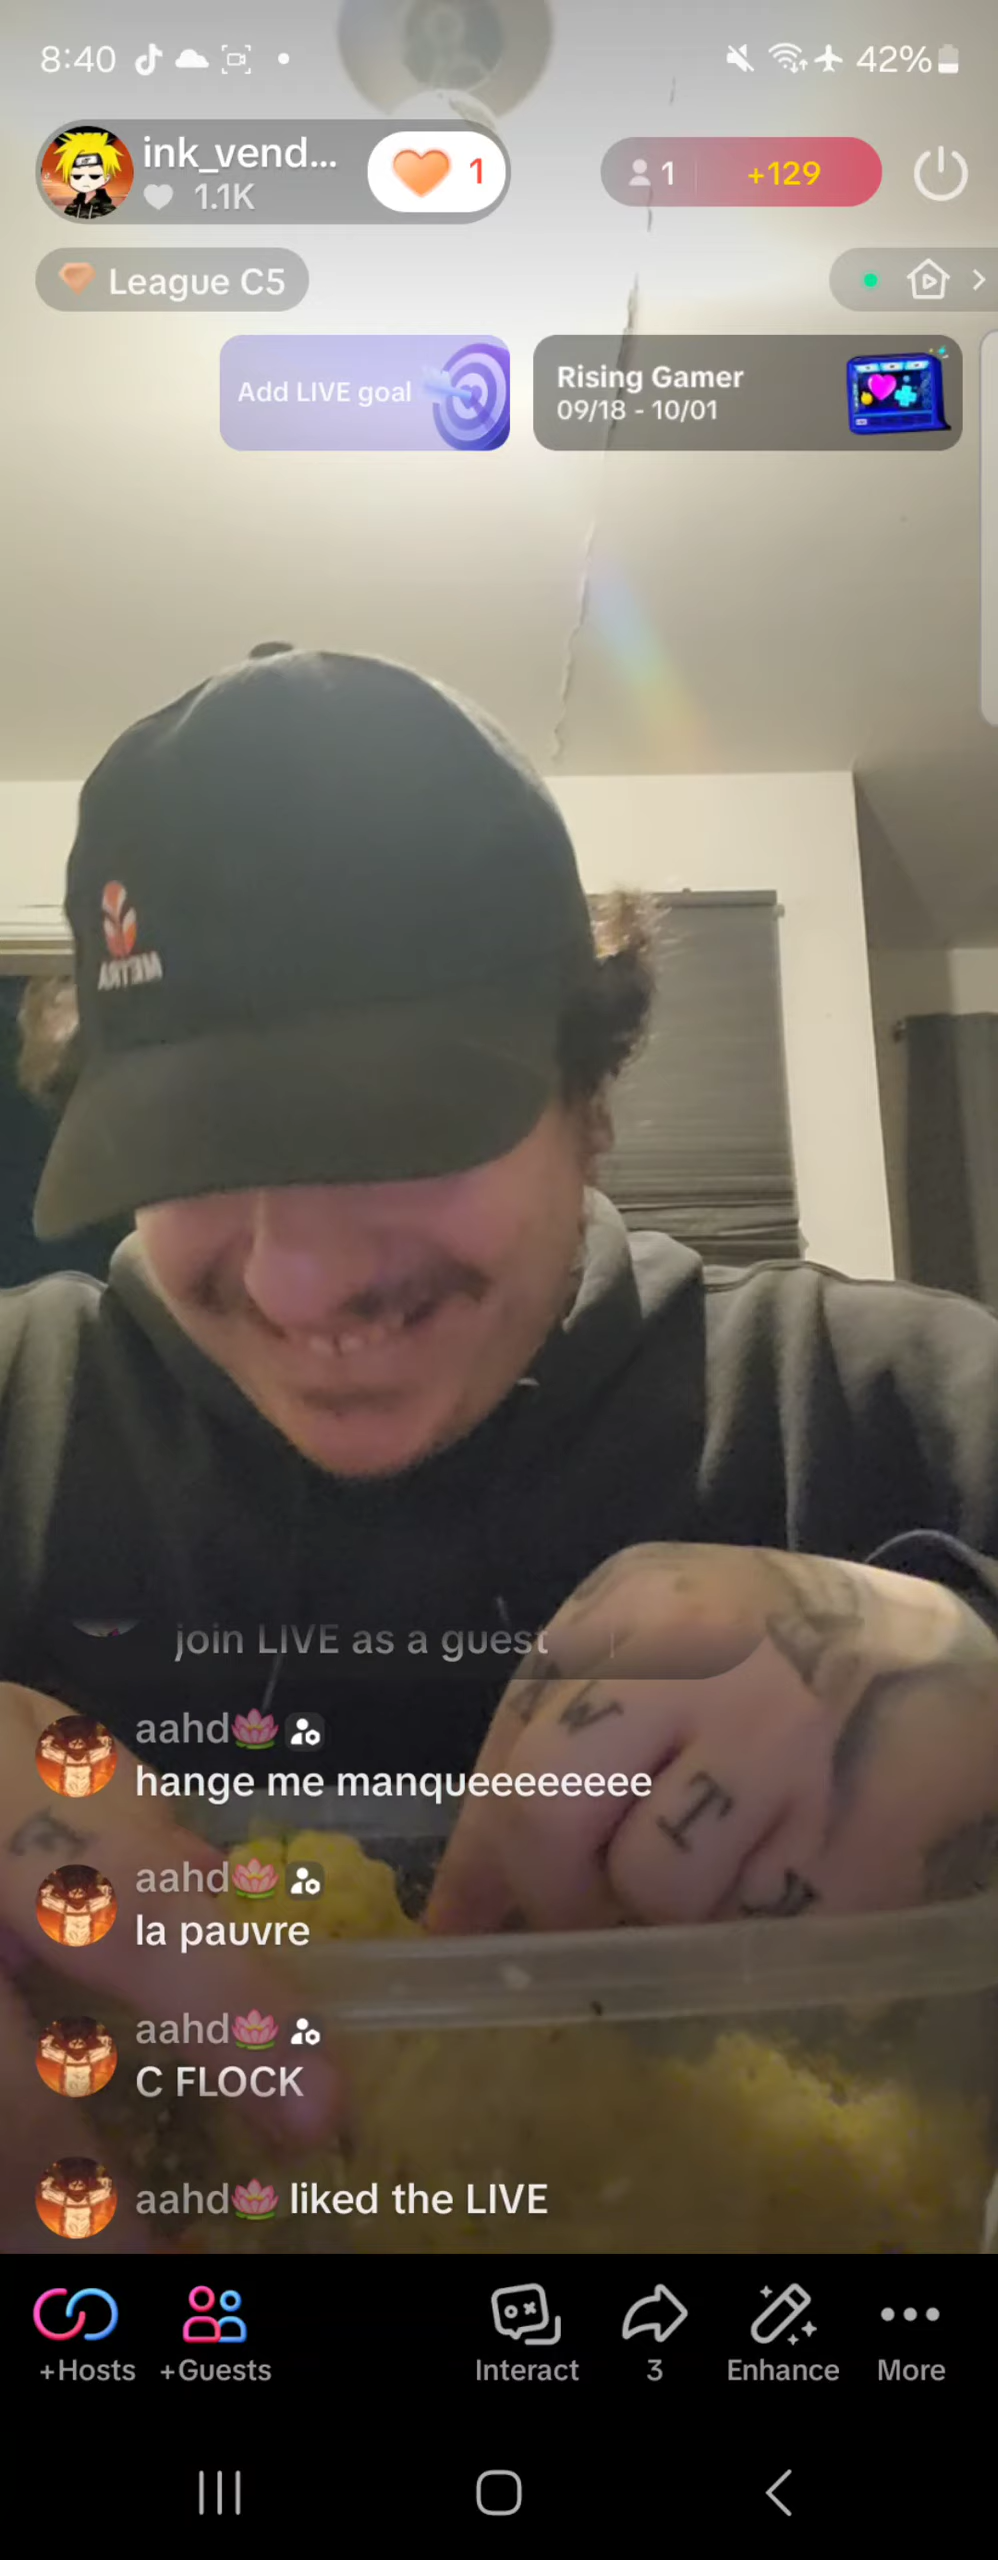 8:40
42%
ink_vend...
1.1K
1
1
+129
League C5
Add LIVE goal
Rising Gamer
09/18 - 10/01
METRA
join LIVE as a guest
aahd🪷
hange me manqueeeeeeee
aahd🪷
la pauvre
aahd🪷
C FLOCK
aahd🪷 liked the LIVE
+Hosts
+Guests
Interact
3
Enhance
More